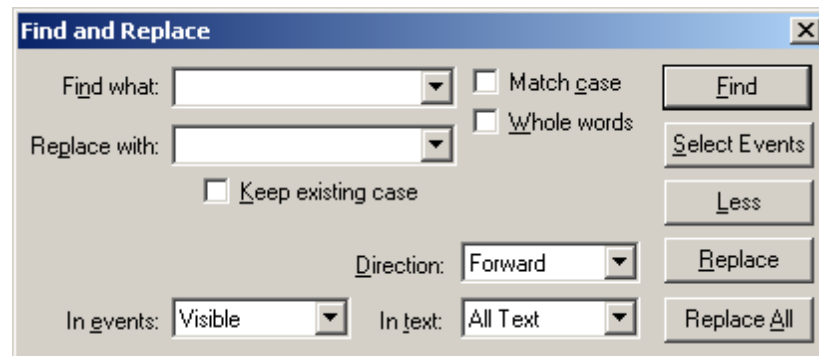 Find and Replace
Find what:
Match case
Find
Whole words
Replace with:
Select Events
Keep existing case
Less
Direction: Forward
Replace
In events: Visible
In text: All Text
Replace All